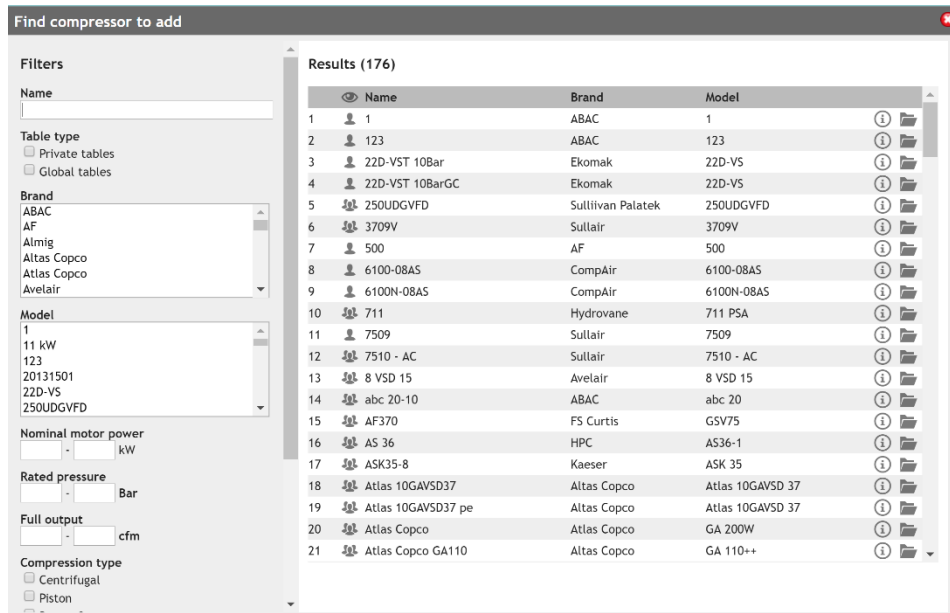 Find compressor to add
Filters
Name
Table type
Private tables
Global tables
Brand
ABAC
AF
Almig
Altas Copco
Atlas Copco
Avelair
Model
1
11 kW
123
20131501
22D-VS
250UDGVFD
Nominal motor power
- kW
Rated pressure
- Bar
Full output
- cfm
Compression type
Centrifugal
Piston
Results (176)
Name Brand Model
1 1 ABAC 1
2 123 ABAC 123
3 22D-VST 10Bar Ekomak 22D-VS
4 22D-VST 10BarGC Ekomak 22D-VS
5 250UDGVFD Sulliivan Palatek 250UDGVFD
6 3709V Sullair 3709V
7 500 AF 500
8 6100-08AS CompAir 6100-08AS
9 6100N-08AS CompAir 6100N-08AS
10 711 Hydrovane 711 PSA
11 7509 Sullair 7509
12 7510 - AC Sullair 7510 - AC
13 8 VSD 15 Avelair 8 VSD 15
14 abc 20-10 ABAC abc 20
15 AF370 FS Curtis GSV75
16 AS 36 HPC AS36-1
17 ASK35-8 Kaeser ASK 35
18 Atlas 10GAVSD37 Altas Copco Atlas 10GAVSD 37
19 Atlas 10GAVSD37 pe Altas Copco Atlas 10GAVSD 37
20 Atlas Copco Altas Copco GA 200W
21 Atlas Copco GA110 Altas Copco GA 110++